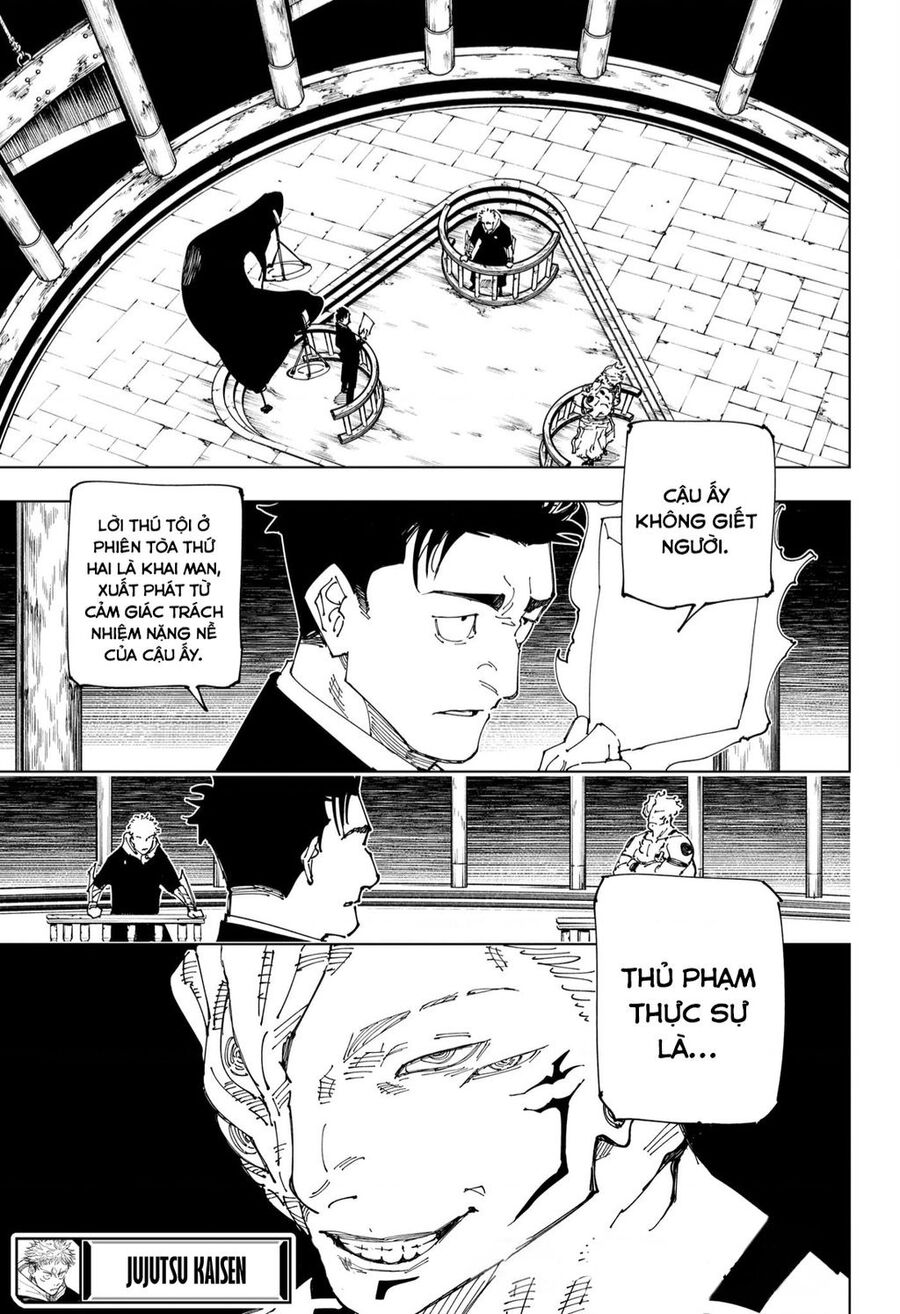 CẬU ẤY
KHÔNG GIẾT
NGƯỜI.
LỜI THÚ TỘI Ở
PHIÊN TÒA THỨ
HAI LÀ KHAI MAN,
XUẤT PHÁT TỪ
CẢM GIÁC TRÁCH
NHIỆM NẶNG NỀ
CỦA CẬU ẤY.
THỦ PHẠM
THỰC SỰ
LÀ...
JUJUTSU KAISEN